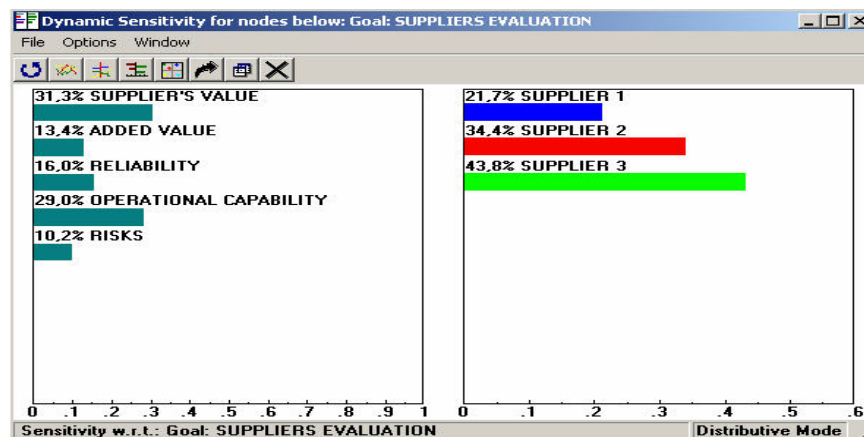 Dynamic Sensitivity for nodes below: Goal: SUPPLIERS EVALUATION
File Options Window
31,3% SUPPLIER'S VALUE
13,4% ADDED VALUE
16,0% RELIABILITY
29,0% OPERATIONAL CAPABILITY
10,2% RISKS
0 .1 .2 .3 .4 .5 .6 .7 .8 .9 1
21,7% SUPPLIER 1
34,4% SUPPLIER 2
43,8% SUPPLIER 3
0 .1 .2 .3 .4 .5 .6
Sensitivity w.r.t.: Goal: SUPPLIERS EVALUATION
Distributive Mode